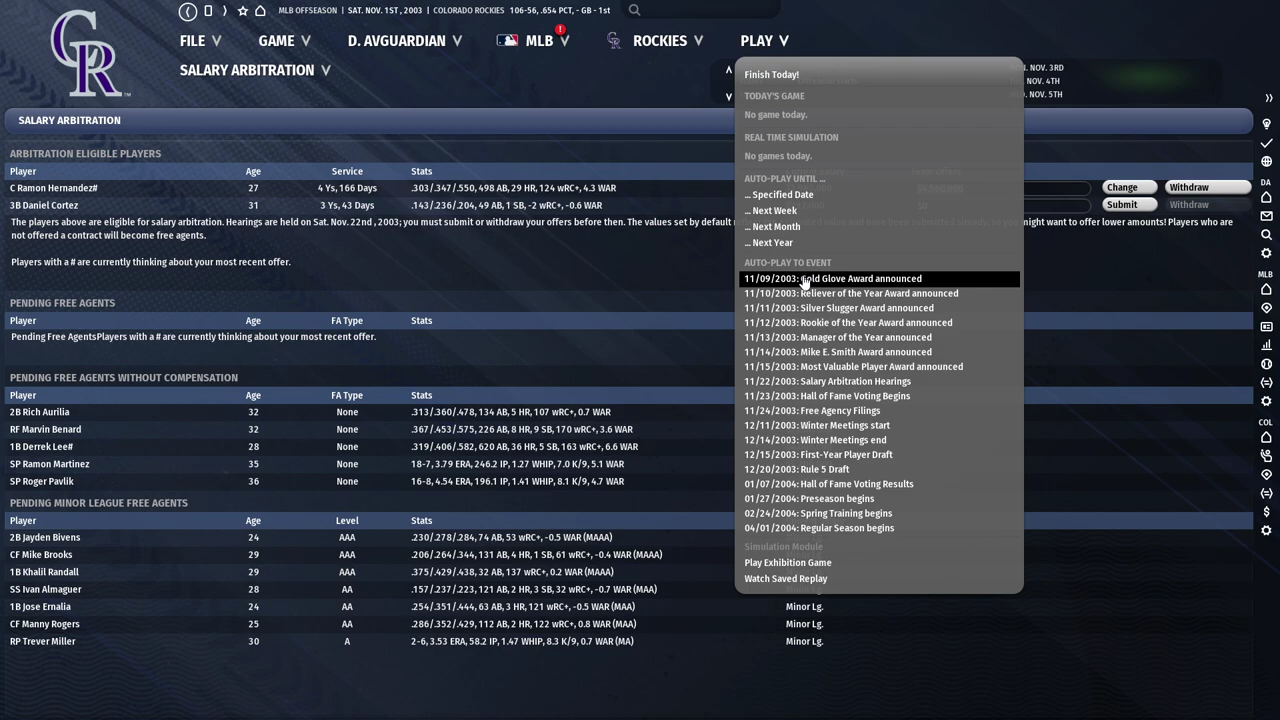 MLB OFFSEASON | SAT. NOV. 1ST, 2003 | COLORADO ROCKIES 106-56, .654 PCT, - GB - 1st
FILE GAME D. AVGUARDIAN MLB ROCKIES PLAY
SALARY ARBITRATION
NOV. 3RD
NOV. 4TH
NOV. 5TH
SALARY ARBITRATION
ARBITRATION ELIGIBLE PLAYERS
Player Age Service Stats
C Ramon Hernandez# 27 4 Ys, 166 Days .303/.347/.550, 498 AB, 29 HR, 124 wRC+, 4.3 WAR Change Withdraw
3B Daniel Cortez 31 3 Ys, 43 Days .143/.236/.204, 49 AB, 1 SB, -2 wRC+, -0.6 WAR Submit Withdraw
The players above are eligible for salary arbitration. Hearings are held on Sat. Nov. 22nd, 2003; you must submit or withdraw your offers before then. The values set by default might want to offer lower amounts! Players who are
not offered a contract will become free agents.
Players with a # are currently thinking about your most recent offer.
PENDING FREE AGENTS
Player Age FA Type Stats
Pending Free AgentsPlayers with a # are currently thinking about your most recent offer.
PENDING FREE AGENTS WITHOUT COMPENSATION
Player Age FA Type Stats
2B Rich Aurilia 32 None .313/.360/.478, 134 AB, 5 HR, 107 wRC+, 0.7 WAR
RF Marvin Benard 32 None .367/.453/.575, 226 AB, 8 HR, 9 SB, 170 wRC+, 3.6 WAR
1B Derrek Lee# 28 None .319/.406/.582, 620 AB, 36 HR, 5 SB, 163 wRC+, 6.6 WAR
SP Ramon Martinez 35 None 18-7, 3.79 ERA, 246.2 IP, 1.27 WHIP, 7.0 K/9, 5.1 WAR
SP Roger Pavlik 36 None 16-8, 4.54 ERA, 196.1 IP, 1.41 WHIP, 8.1 K/9, 4.7 WAR
PENDING MINOR LEAGUE FREE AGENTS
Player Age Level Stats
2B Jayden Bivens 24 AAA .230/.278/.284, 74 AB, 53 wRC+, -0.5 WAR (MAAA)
CF Mike Brooks 29 AAA .206/.264/.344, 131 AB, 4 HR, 1 SB, 61 wRC+, -0.4 WAR (MAAA)
1B Khalil Randall 29 AAA .375/.429/.438, 32 AB, 137 wRC+, 0.2 WAR (MAAA)
SS Ivan Almaguer 28 AA .157/.237/.223, 121 AB, 2 HR, 3 SB, 32 wRC+, -0.7 WAR (MAA)
1B Jose Ernalia 24 AA .254/.351/.444, 63 AB, 3 HR, 121 wRC+, -0.5 WAR (MAA) Minor Lg.
CF Manny Rogers 25 AA .286/.352/.429, 112 AB, 2 HR, 122 wRC+, 0.8 WAR (MAA) Minor Lg.
RP Trever Miller 30 A 2-6, 3.53 ERA, 58.2 IP, 1.47 WHIP, 8.3 K/9, 0.7 WAR (MA) Minor Lg.
Finish Today!
TODAY'S GAME
No game today.
REAL TIME SIMULATION
No games today.
AUTO-PLAY UNTIL ...
... Specified Date
... Next Week
... Next Month
... Next Year
AUTO-PLAY TO EVENT
11/09/2003: Gold Glove Award announced
11/10/2003: Reliever of the Year Award announced
11/11/2003: Silver Slugger Award announced
11/12/2003: Rookie of the Year Award announced
11/13/2003: Manager of the Year announced
11/14/2003: Mike E. Smith Award announced
11/15/2003: Most Valuable Player Award announced
11/22/2003: Salary Arbitration Hearings
11/23/2003: Hall of Fame Voting Begins
11/24/2003: Free Agency Filings
12/11/2003: Winter Meetings start
12/14/2003: Winter Meetings end
12/15/2003: First-Year Player Draft
12/20/2003: Rule 5 Draft
01/07/2004: Hall of Fame Voting Results
01/27/2004: Preseason begins
02/24/2004: Spring Training begins
04/01/2004: Regular Season begins
Simulation Module
Play Exhibition Game
Watch Saved Replay
DA
MLB
COL